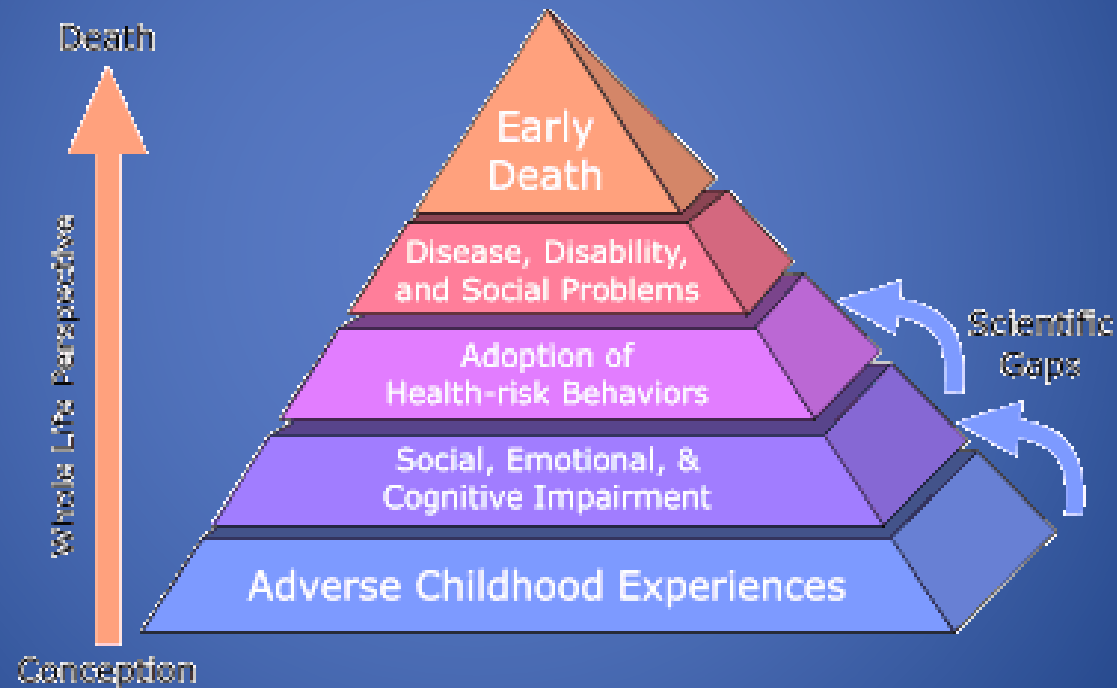 Death
Early
Death
Disease, Disability,
and Social Problems
Adoption of
Health-risk Behaviors
Social, Emotional, &
Cognitive Impairment
Adverse Childhood Experiences
Whole Life Perspective
Conception
Scientific
Gaps